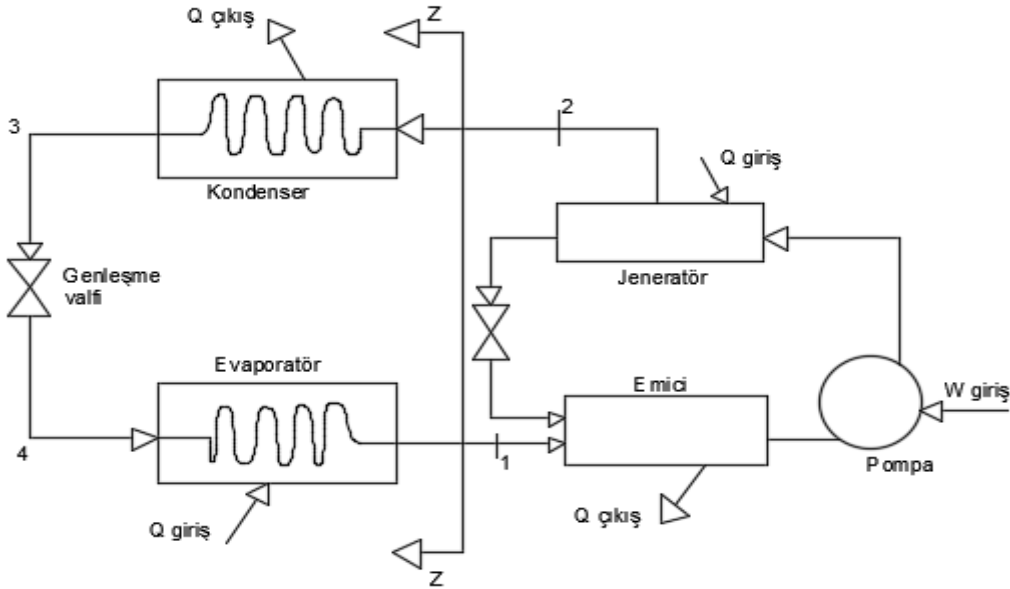 Q çıkış
Z
3
2
Q giriş
Kondenser
Genleşme
valfi
Jeneratör
Evaporatör
Emici
W giriş
4
1
Pompa
Q giriş
Q çıkış
Z